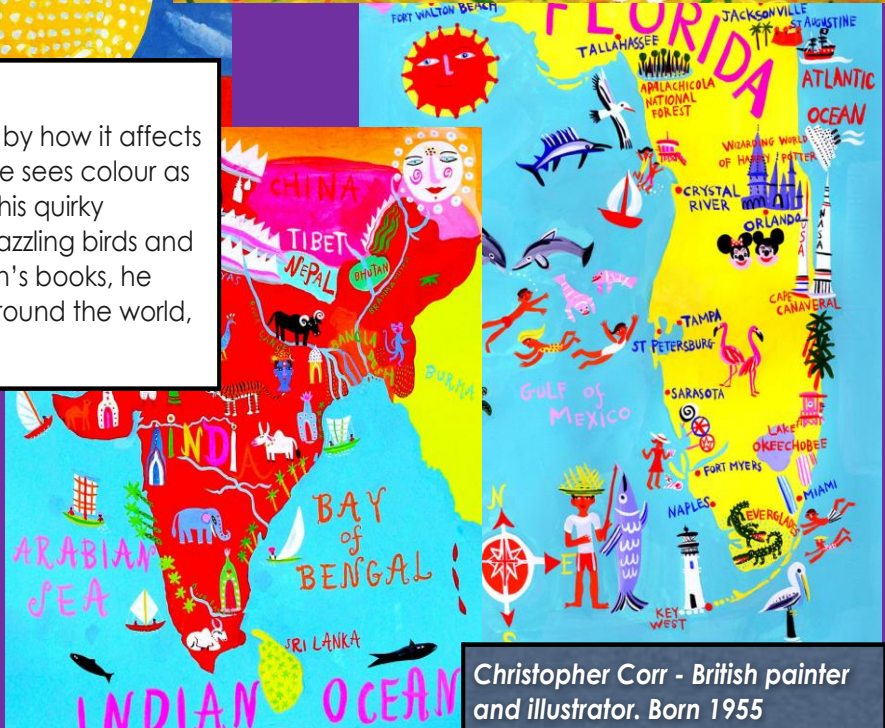 by how it affects
e sees colour as
his quirky
azzling birds and
n's books, he
round the world,
CHINA
TIBET
NEPAL
BHUTAN
GANGES
BURMA
INDIA
BAY
of
BENGAL
ARABIAN
SEA
SRI LANKA
INDIAN OCEAN
FORT WALTON BEACH
FLORIDA
JACKSONVILLE
ST AUGUSTINE
TALLAHASSEE
APALACHICOLA
NATIONAL
FOREST
ATLANTIC
OCEAN
WIZARDING WORLD
OF HARRY POTTER
CRYSTAL
RIVER
ORLANDO
USA
NASA
CAPE
CANAVERAL
TAMPA
ST PETERSBURG
GULF of
MEXICO
SARASOTA
LAKE
OKEECHOBEE
FORT MYERS
NAPLES
MIAMI
EVERGLADES
N
E
S
KEY
WEST
Christopher Corr - British painter
and illustrator. Born 1955